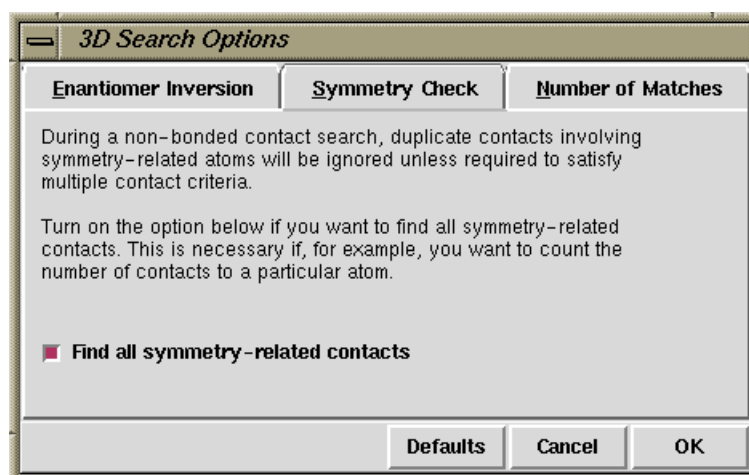 3D Search Options
Enantiomer Inversion
Symmetry Check
Number of Matches
During a non-bonded contact search, duplicate contacts involving
symmetry-related atoms will be ignored unless required to satisfy
multiple contact criteria.
Turn on the option below if you want to find all symmetry-related
contacts. This is necessary if, for example, you want to count the
number of contacts to a particular atom.
Find all symmetry-related contacts
Defaults
Cancel
OK